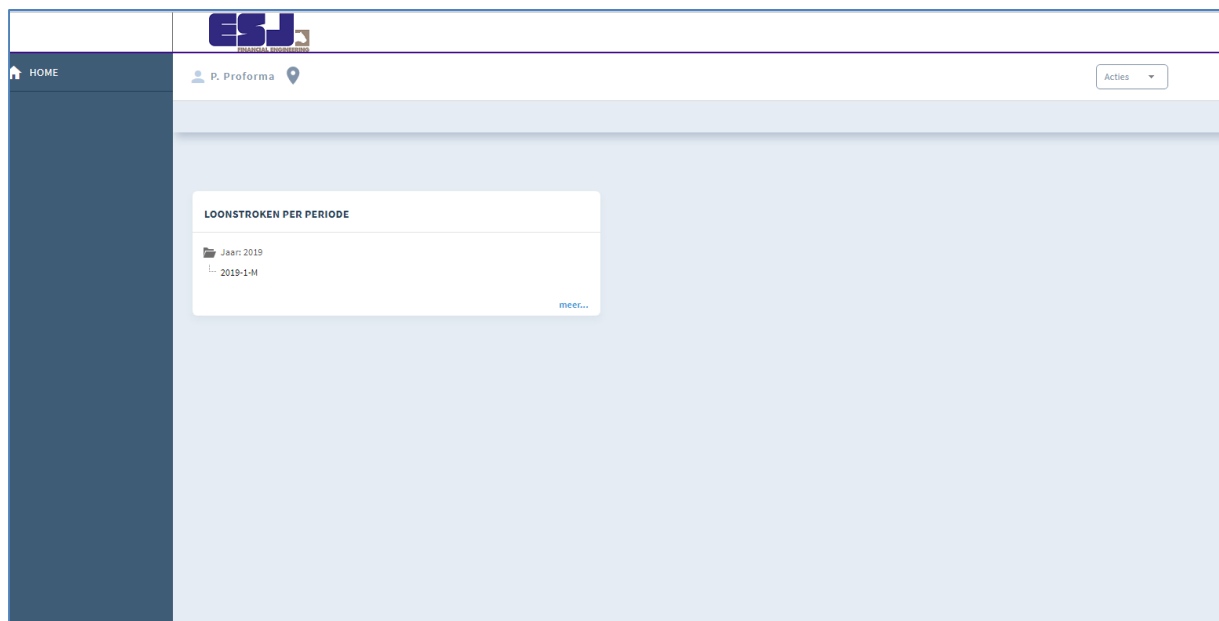 ESJ
FINANCIAL ENGINEERING
HOME
P. Proforma
Acties
LOONSTROKEN PER PERIODE
Jaar: 2019
2019-1-M
meer...